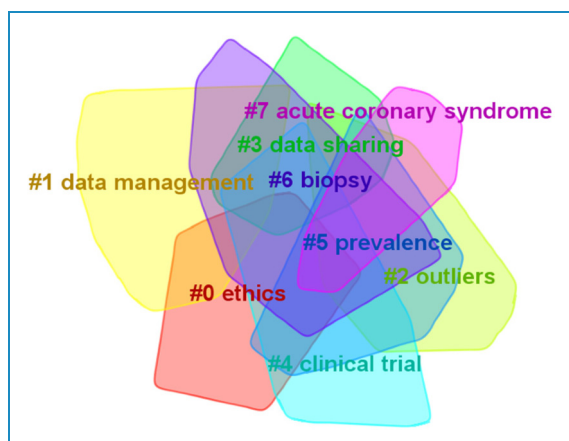 #7 acute coronary syndrome
#3 data sharing
#1 data management
#6 biopsy
#5 prevalence
#2 outliers
#0 ethics
#4 clinical trial